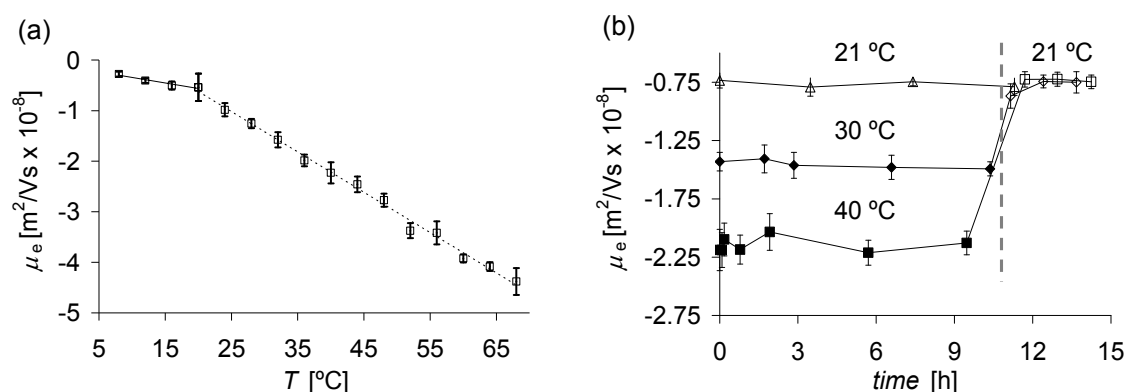 (a)
0
-1
-2
-3
-4
-5
μ e [m²/Vs x 10⁻⁸]
5 15 25 35 45 55 65
T [ºC]
(b)
21 ºC 21 ºC
30 ºC
40 ºC
-0.75
-1.25
-1.75
-2.25
-2.75
μ e [m²/Vs x 10⁻⁸]
0 3 6 9 12 15
time [h]